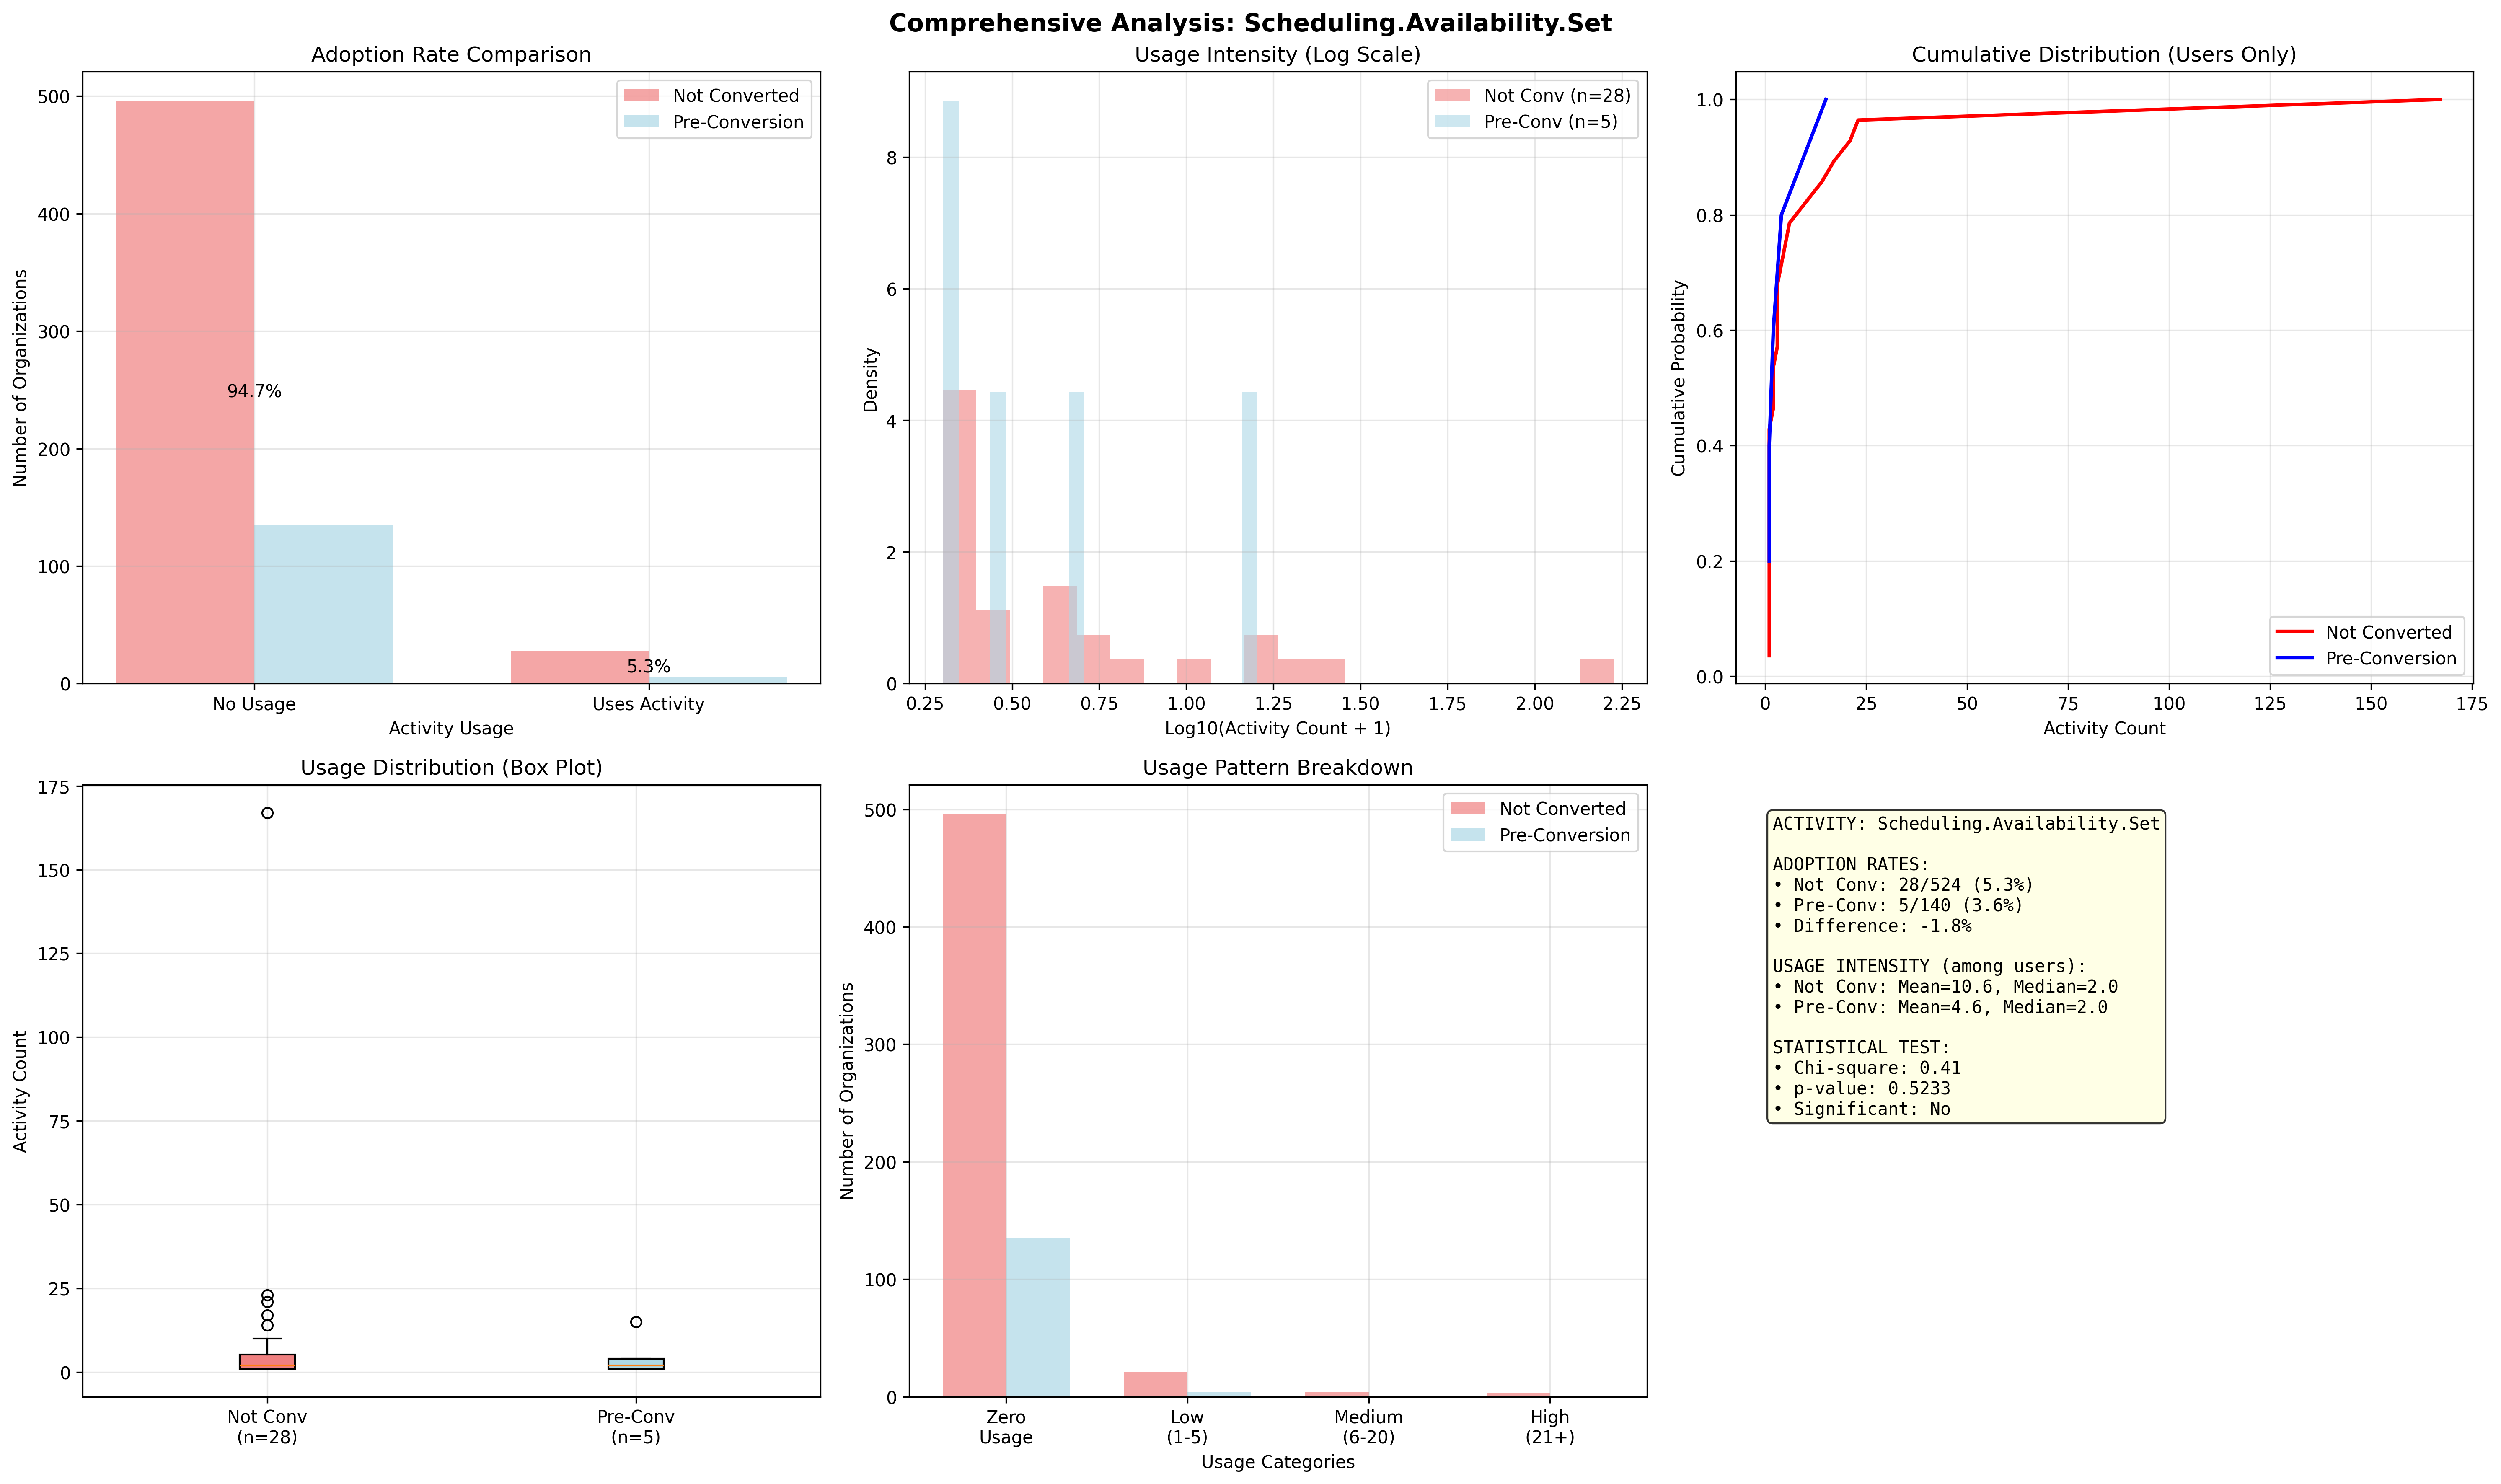 Comprehensive Analysis: Scheduling.Availability.Set
Adoption Rate Comparison
Not Converted
Pre-Conversion
500
400
300
200
100
0
94.7%
5.3%
No Usage
Uses Activity
Number of Organizations
Activity Usage
Usage Intensity (Log Scale)
Not Conv (n=28)
Pre-Conv (n=5)
8
6
4
2
0
0.25
0.50
0.75
1.00
1.25
1.50
1.75
2.00
2.25
Density
Log10(Activity Count + 1)
Cumulative Distribution (Users Only)
1.0
0.8
0.6
0.4
0.2
0.0
0
25
50
75
100
125
150
175
Cumulative Probability
Activity Count
Not Converted
Pre-Conversion
Usage Distribution (Box Plot)
175
150
125
100
75
50
25
0
Activity Count
Not Conv
(n=28)
Pre-Conv
(n=5)
Usage Pattern Breakdown
Not Converted
Pre-Conversion
500
400
300
200
100
0
Number of Organizations
Zero
Usage
Low
(1-5)
Medium
(6-20)
High
(21+)
Usage Categories
ACTIVITY: Scheduling.Availability.Set
ADOPTION RATES:
• Not Conv: 28/524 (5.3%)
• Pre-Conv: 5/140 (3.6%)
• Difference: -1.8%
USAGE INTENSITY (among users):
• Not Conv: Mean=10.6, Median=2.0
• Pre-Conv: Mean=4.6, Median=2.0
STATISTICAL TEST:
• Chi-square: 0.41
• p-value: 0.5233
• Significant: No